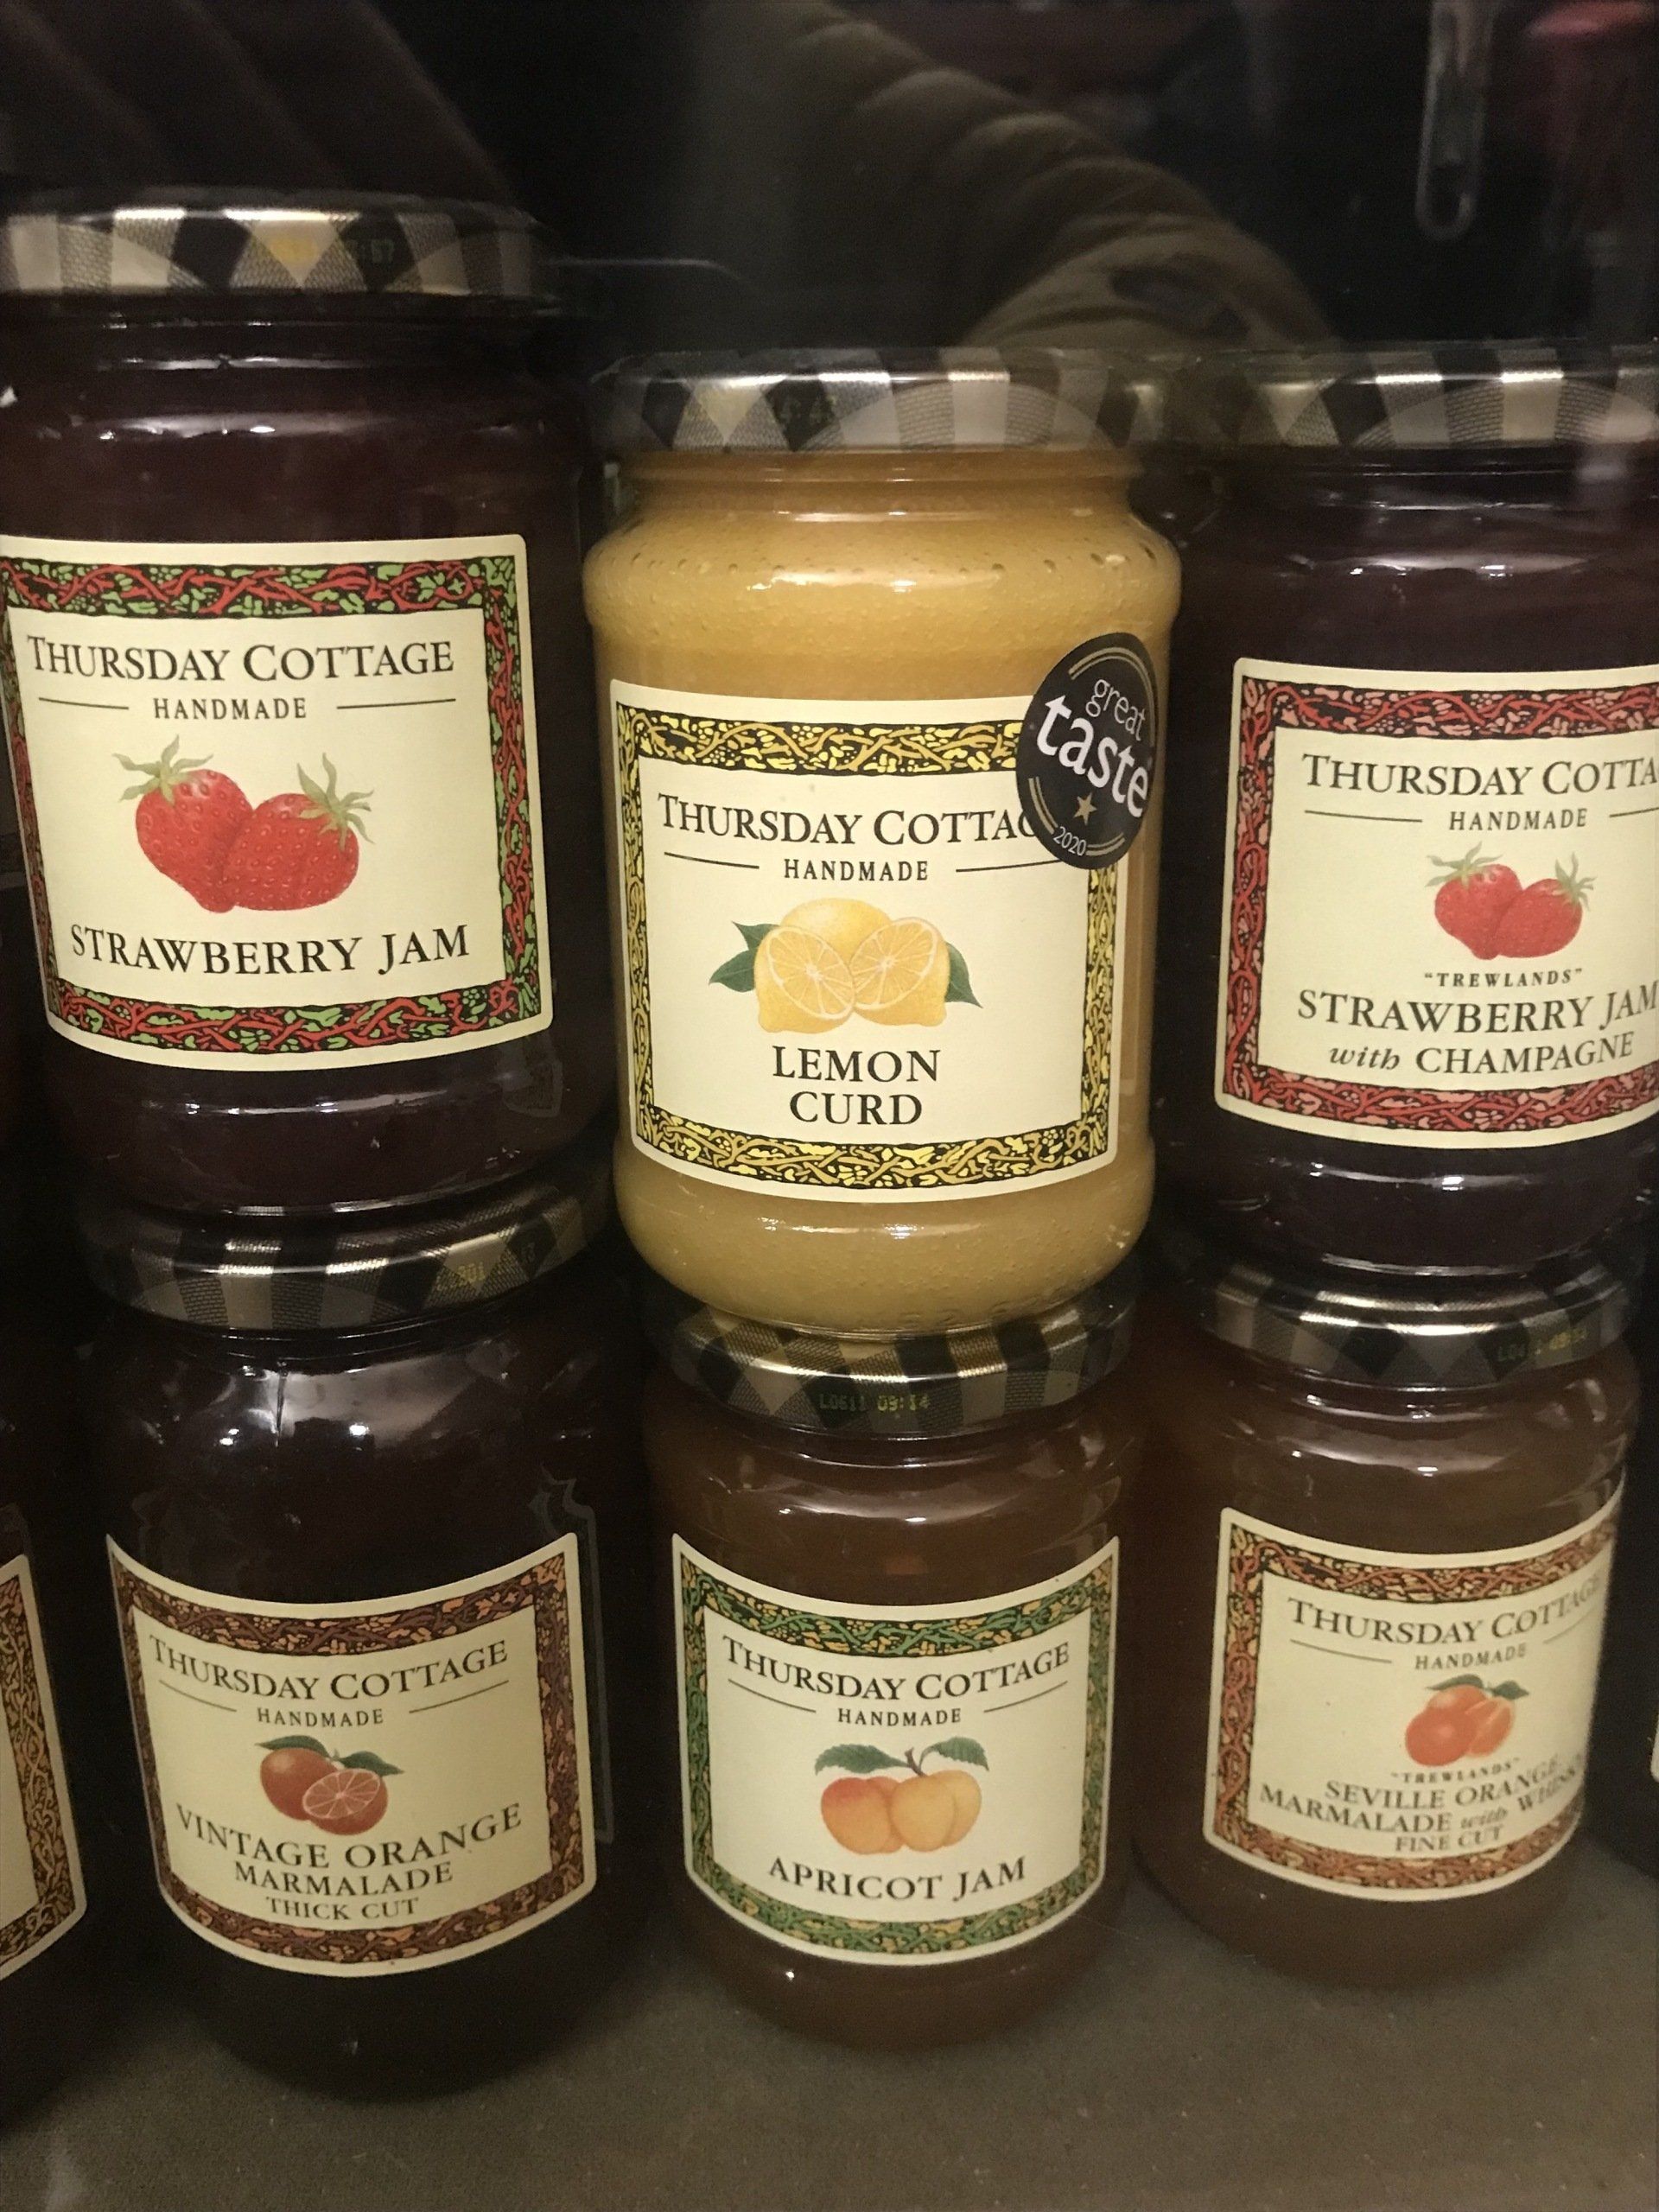 THURSDAY COTTAGE
HANDMADE
STRAWBERRY JAM
THURSDAY COTTAG
HANDMADE
LEMON
CURD
great
taste
2020
THURSDAY COTTA
HANDMADE
"TREWLANDS"
STRAWBERRY JAM
with CHAMPAGNE
THURSDAY COTTAGE
HANDMADE
VINTAGE ORANGE
MARMALADE
THICK CUT
L0611 09:14
THURSDAY COTTAGE
HANDMADE
APRICOT JAM
THURSDAY COTTAGE
HANDMADE
"TREWLANDS"
SEVILLE ORANGE
MARMALADE with
FINE CUT